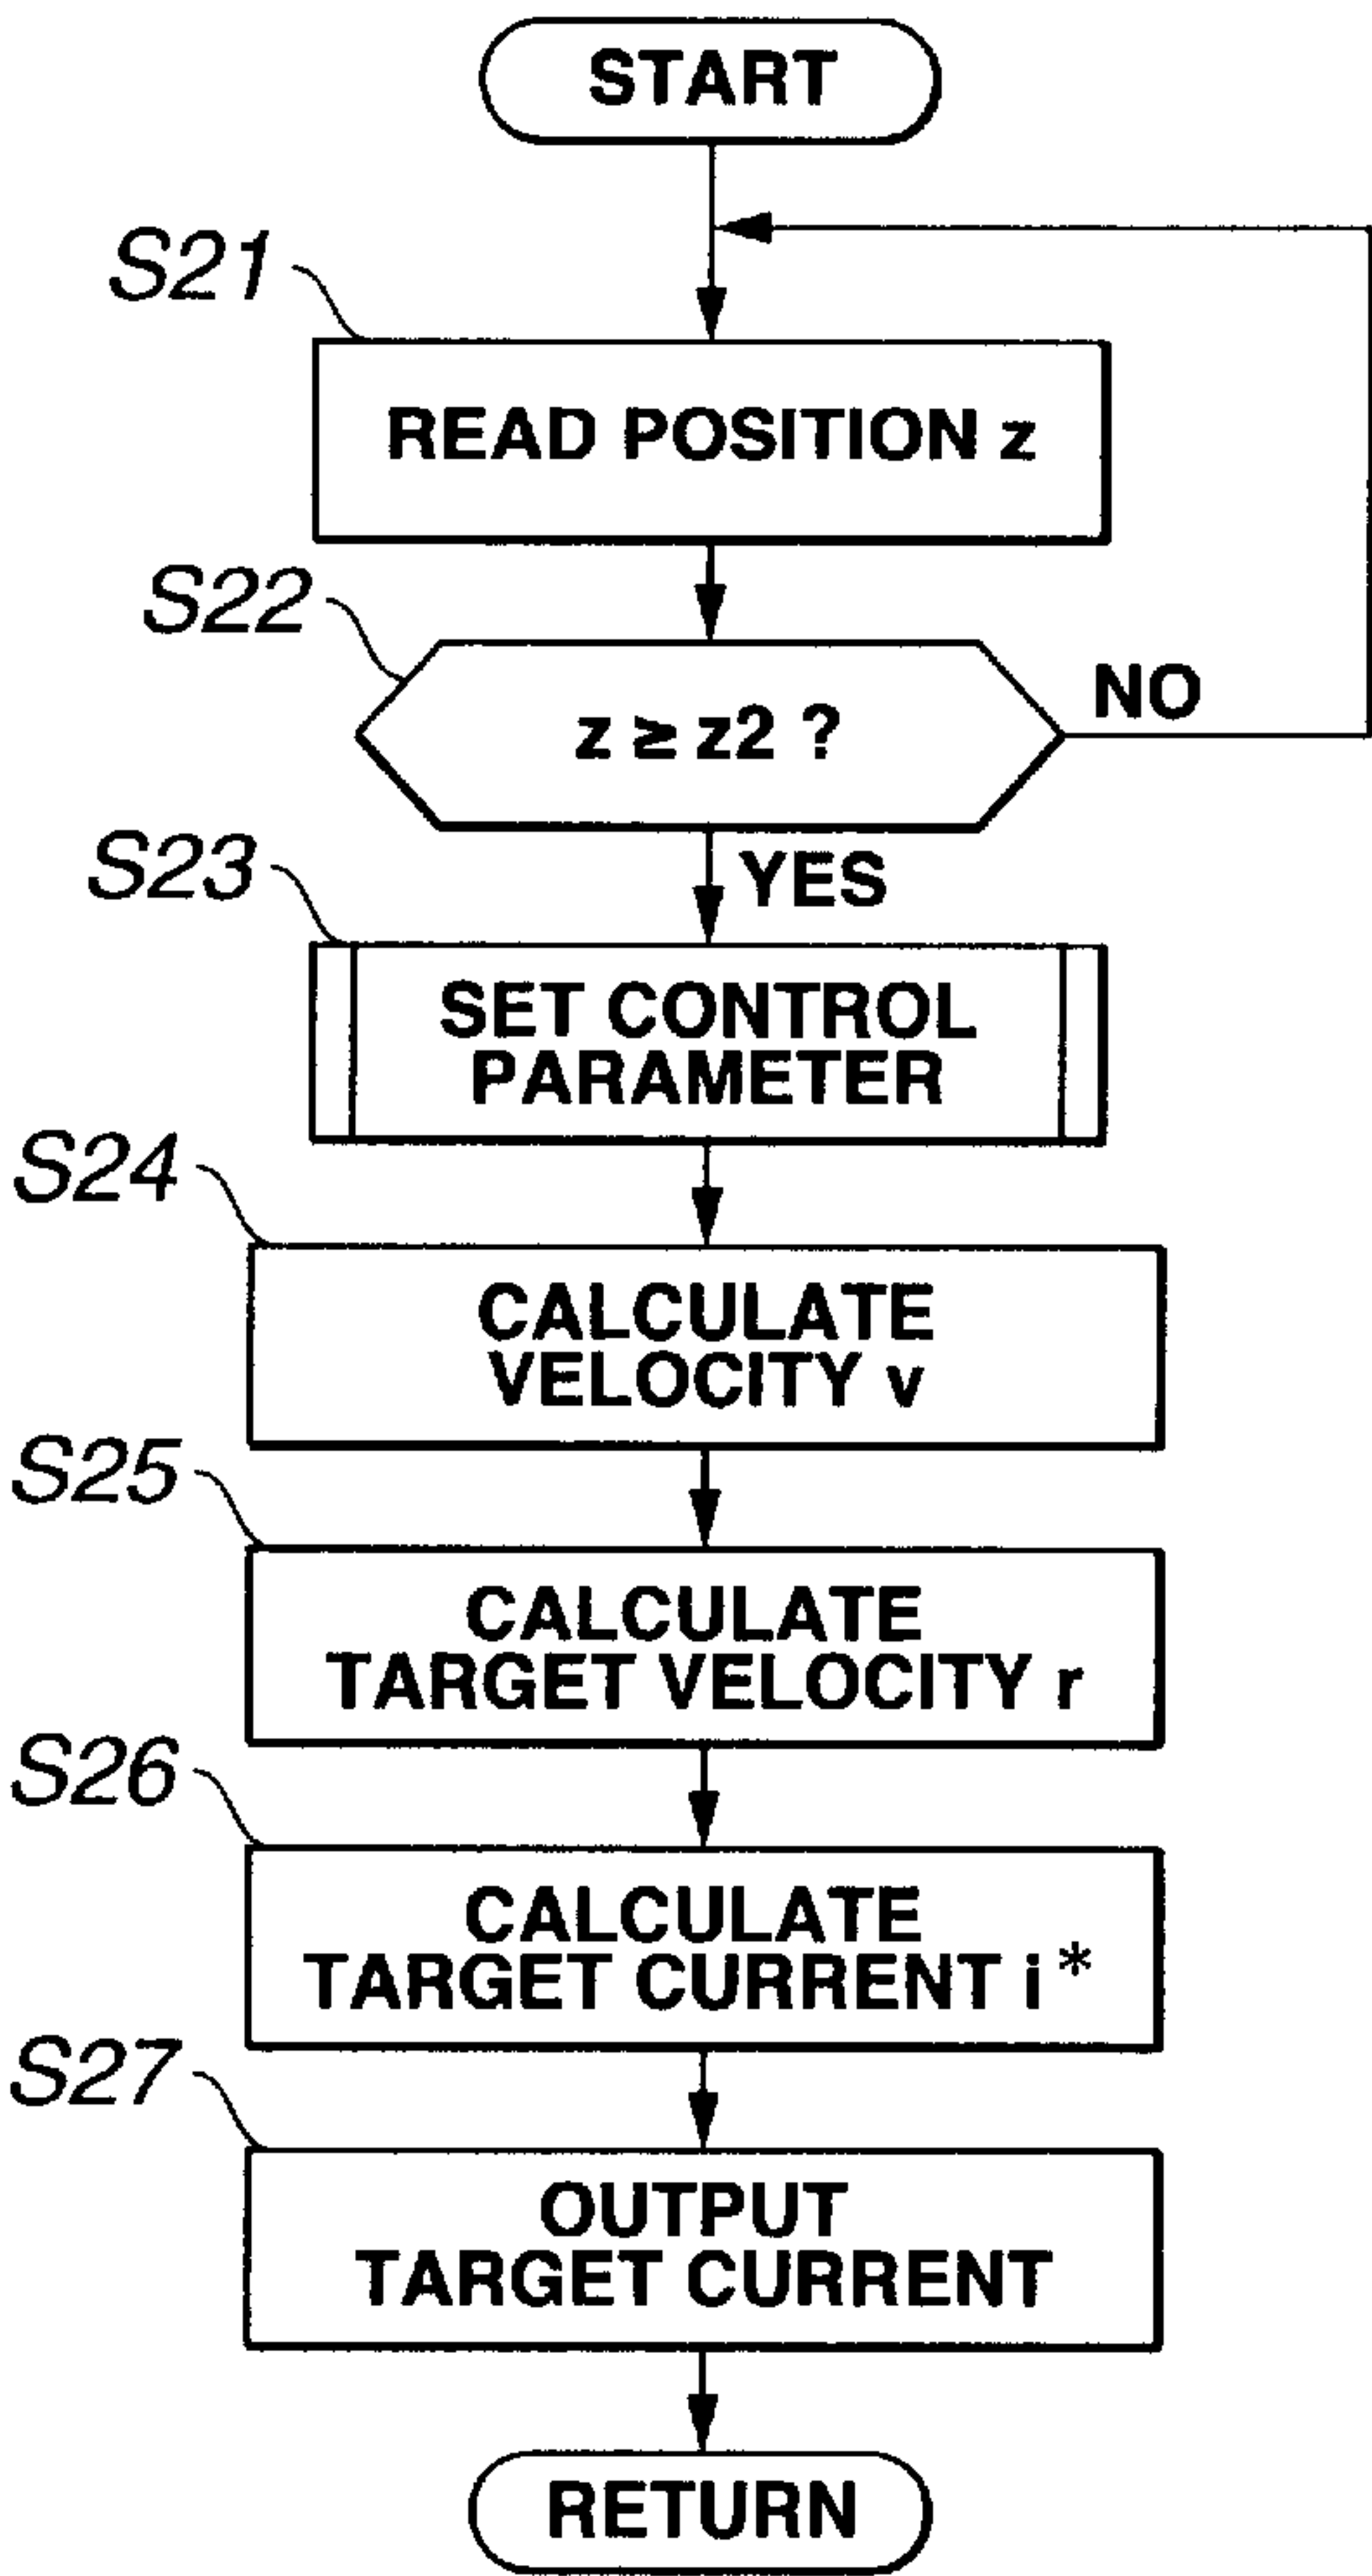 START
S21
READ POSITION z
S22
z ≥ z2 ?
NO
YES
S23
SET CONTROL
PARAMETER
S24
CALCULATE
VELOCITY v
S25
CALCULATE
TARGET VELOCITY r
S26
CALCULATE
TARGET CURRENT i*
S27
OUTPUT
TARGET CURRENT
RETURN